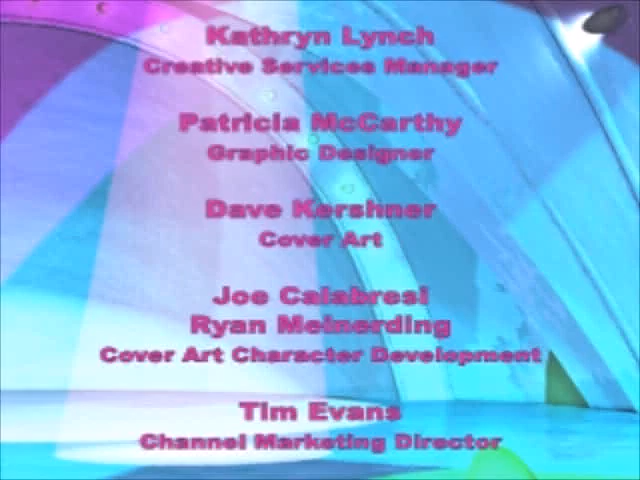 Kathryn Lynch
Creative Services Manager
Patricia McCarthy
Graphic Designer
Dave Kershner
Cover Art
Joe Calabresi
Ryan Meinerding
Cover Art Character Development
Tim Evans
Channel Marketing Director